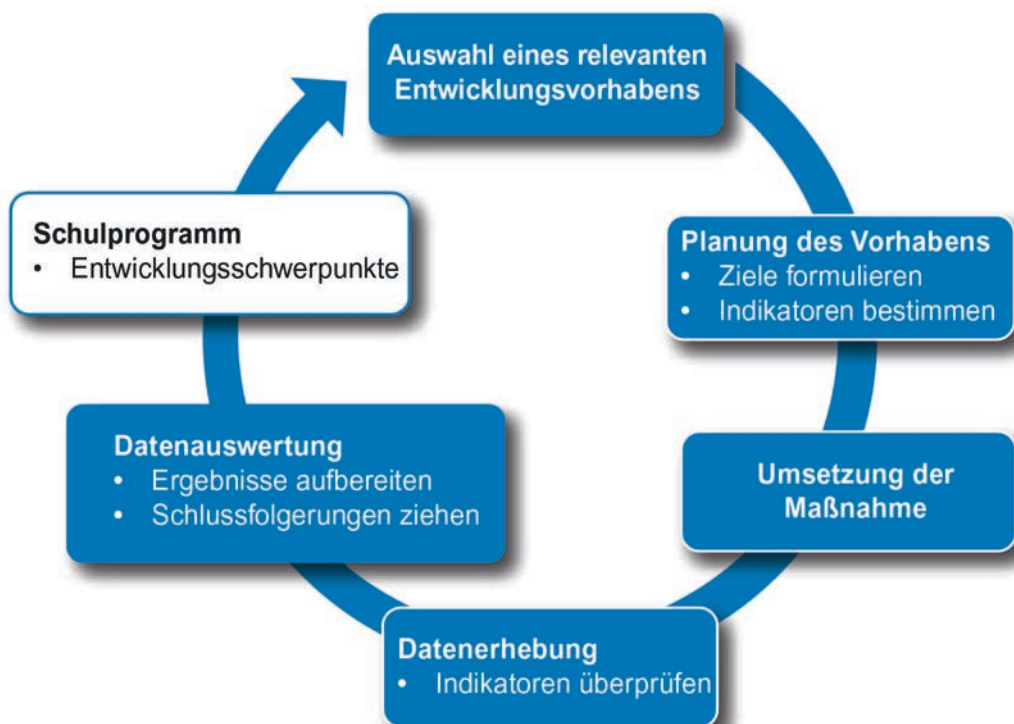 Auswahl eines relevanten
Entwicklungsvorhabens
Planung des Vorhabens
• Ziele formulieren
• Indikatoren bestimmen
Umsetzung der
Maßnahme
Datenerhebung
• Indikatoren überprüfen
Datenauswertung
• Ergebnisse aufbereiten
• Schlussfolgerungen ziehen
Schulprogramm
• Entwicklungsschwerpunkte